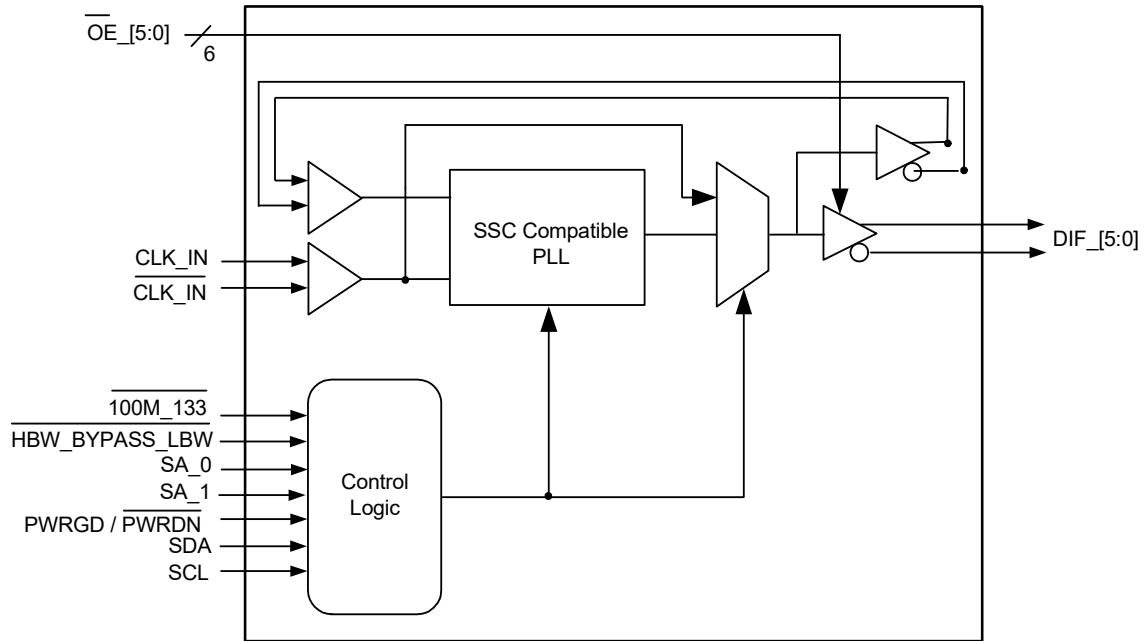 OE_[5:0]
6
SSC Compatible
PLL
CLK_IN
CLK_IN
DIF_[5:0]
100M_133
HBW_BYPASS_LBW
SA_0
SA_1
PWRGD / PWRDN
SDA
SCL
Control
Logic